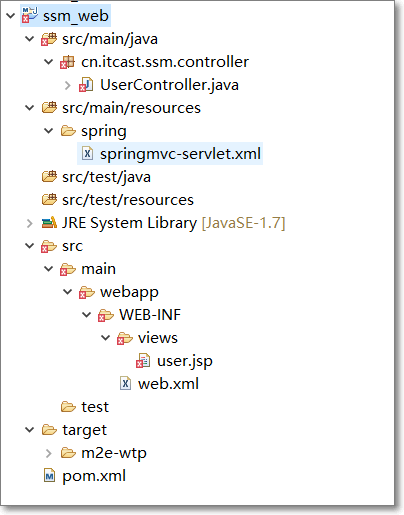 ssm_web
src/main/java
cn.itcast.ssm.controller
UserController.java
src/main/resources
spring
springmvc-servlet.xml
src/test/java
src/test/resources
JRE System Library [JavaSE-1.7]
src
main
webapp
WEB-INF
views
user.jsp
web.xml
test
target
m2e-wtp
pom.xml